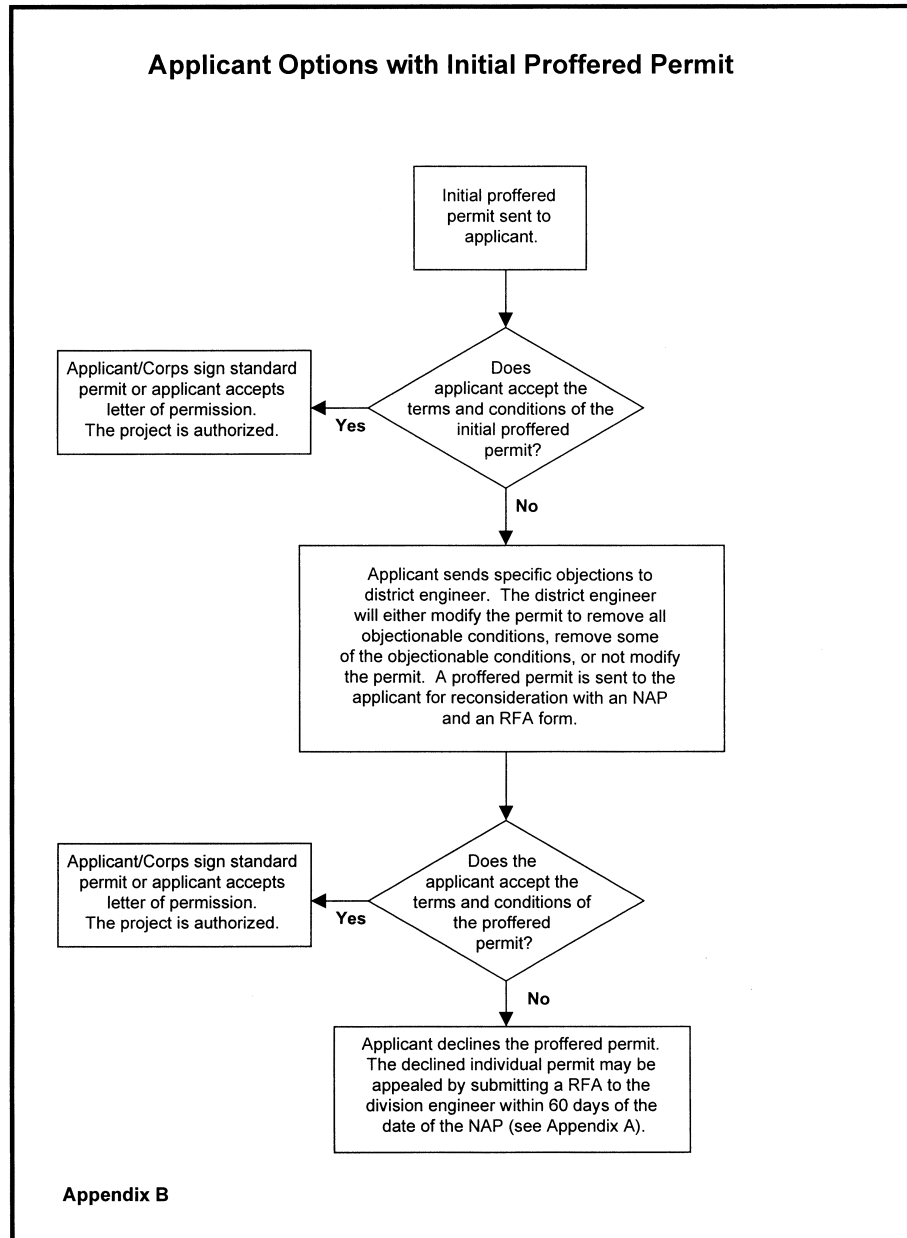 Applicant Options with Initial Proffered Permit
Initial proffered
permit sent to
applicant.
Does
applicant accept the
terms and conditions of the
initial proffered
permit?
Yes
Applicant/Corps sign standard
permit or applicant accepts
letter of permission.
The project is authorized.
No
Applicant sends specific objections to
district engineer. The district engineer
will either modify the permit to remove all
objectionable conditions, remove some
of the objectionable conditions, or not modify
the permit. A proffered permit is sent to the
applicant for reconsideration with an NAP
and an RFA form.
Does the
applicant accept the
terms and conditions of
the proffered
permit?
Yes
Applicant/Corps sign standard
permit or applicant accepts
letter of permission.
The project is authorized.
No
Applicant declines the proffered permit.
The declined individual permit may be
appealed by submitting a RFA to the
division engineer within 60 days of the
date of the NAP (see Appendix A).
Appendix B